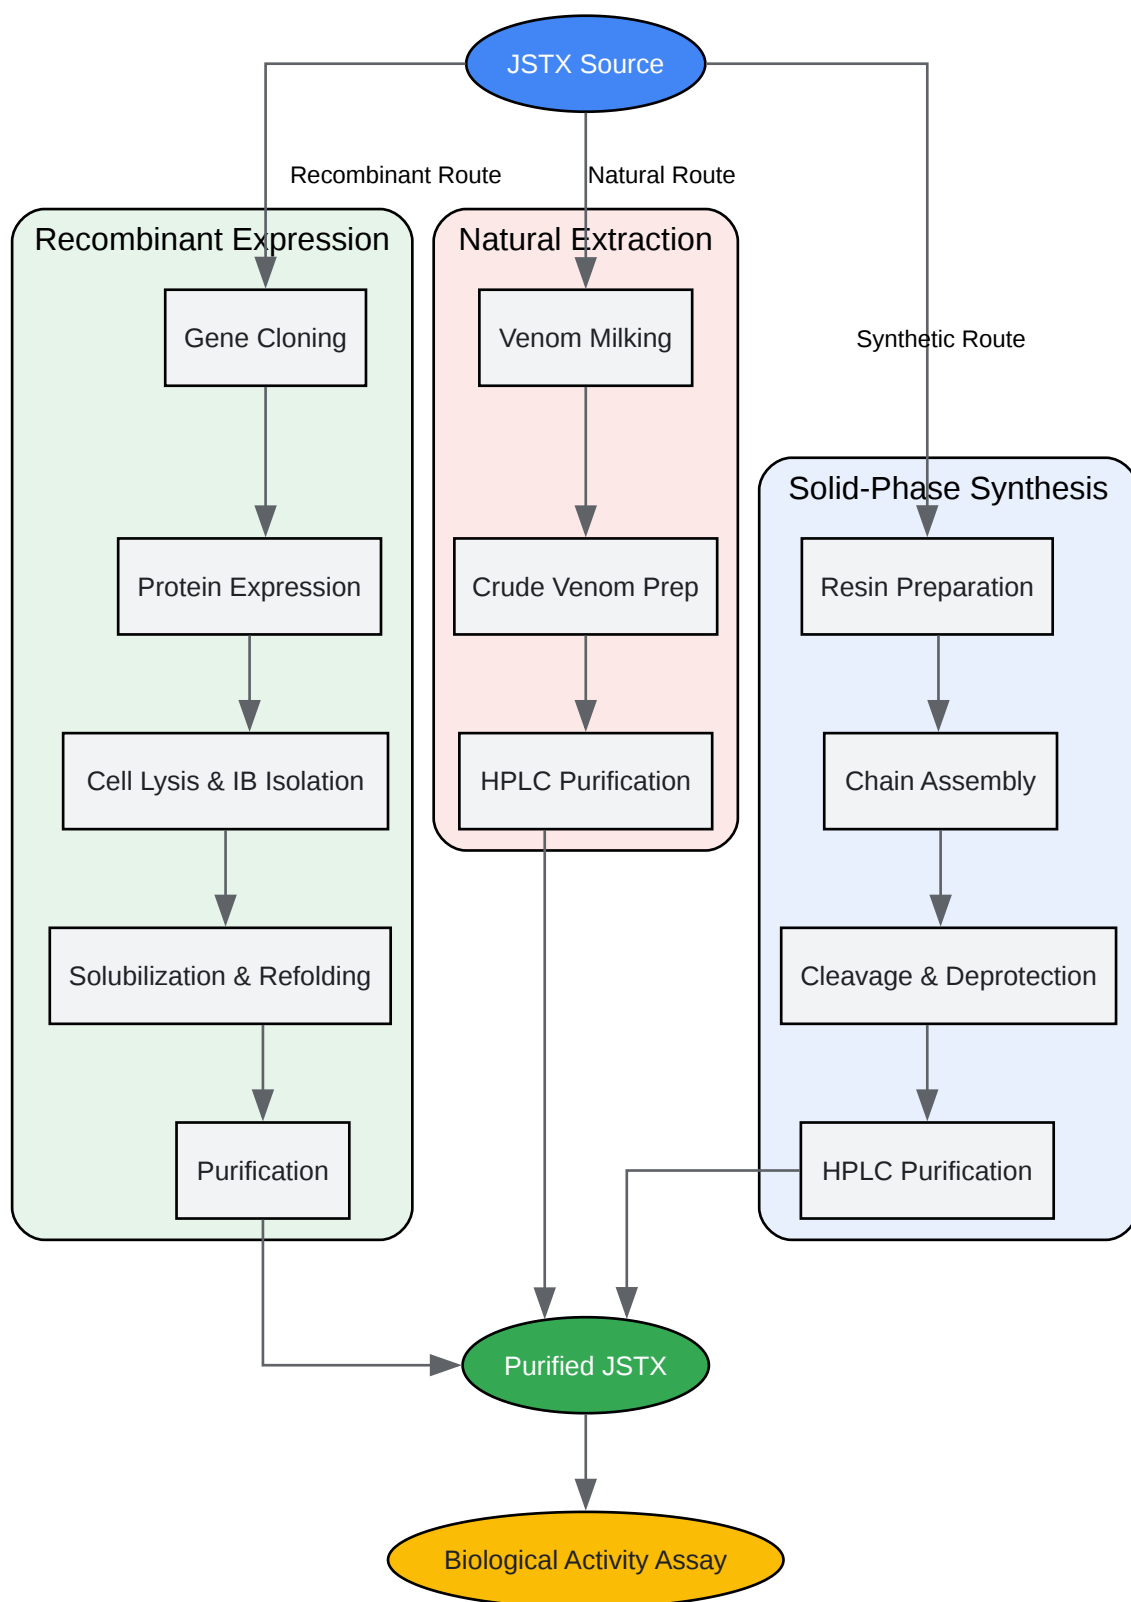 JSTX Source
Recombinant Route
Natural Route
Recombinant Expression
Natural Extraction
Gene Cloning
Venom Milking
Synthetic Route
Solid-Phase Synthesis
Protein Expression
Crude Venom Prep
Resin Preparation
Cell Lysis & IB Isolation
HPLC Purification
Chain Assembly
Solubilization & Refolding
Cleavage & Deprotection
Purification
HPLC Purification
Purified JSTX
Biological Activity Assay